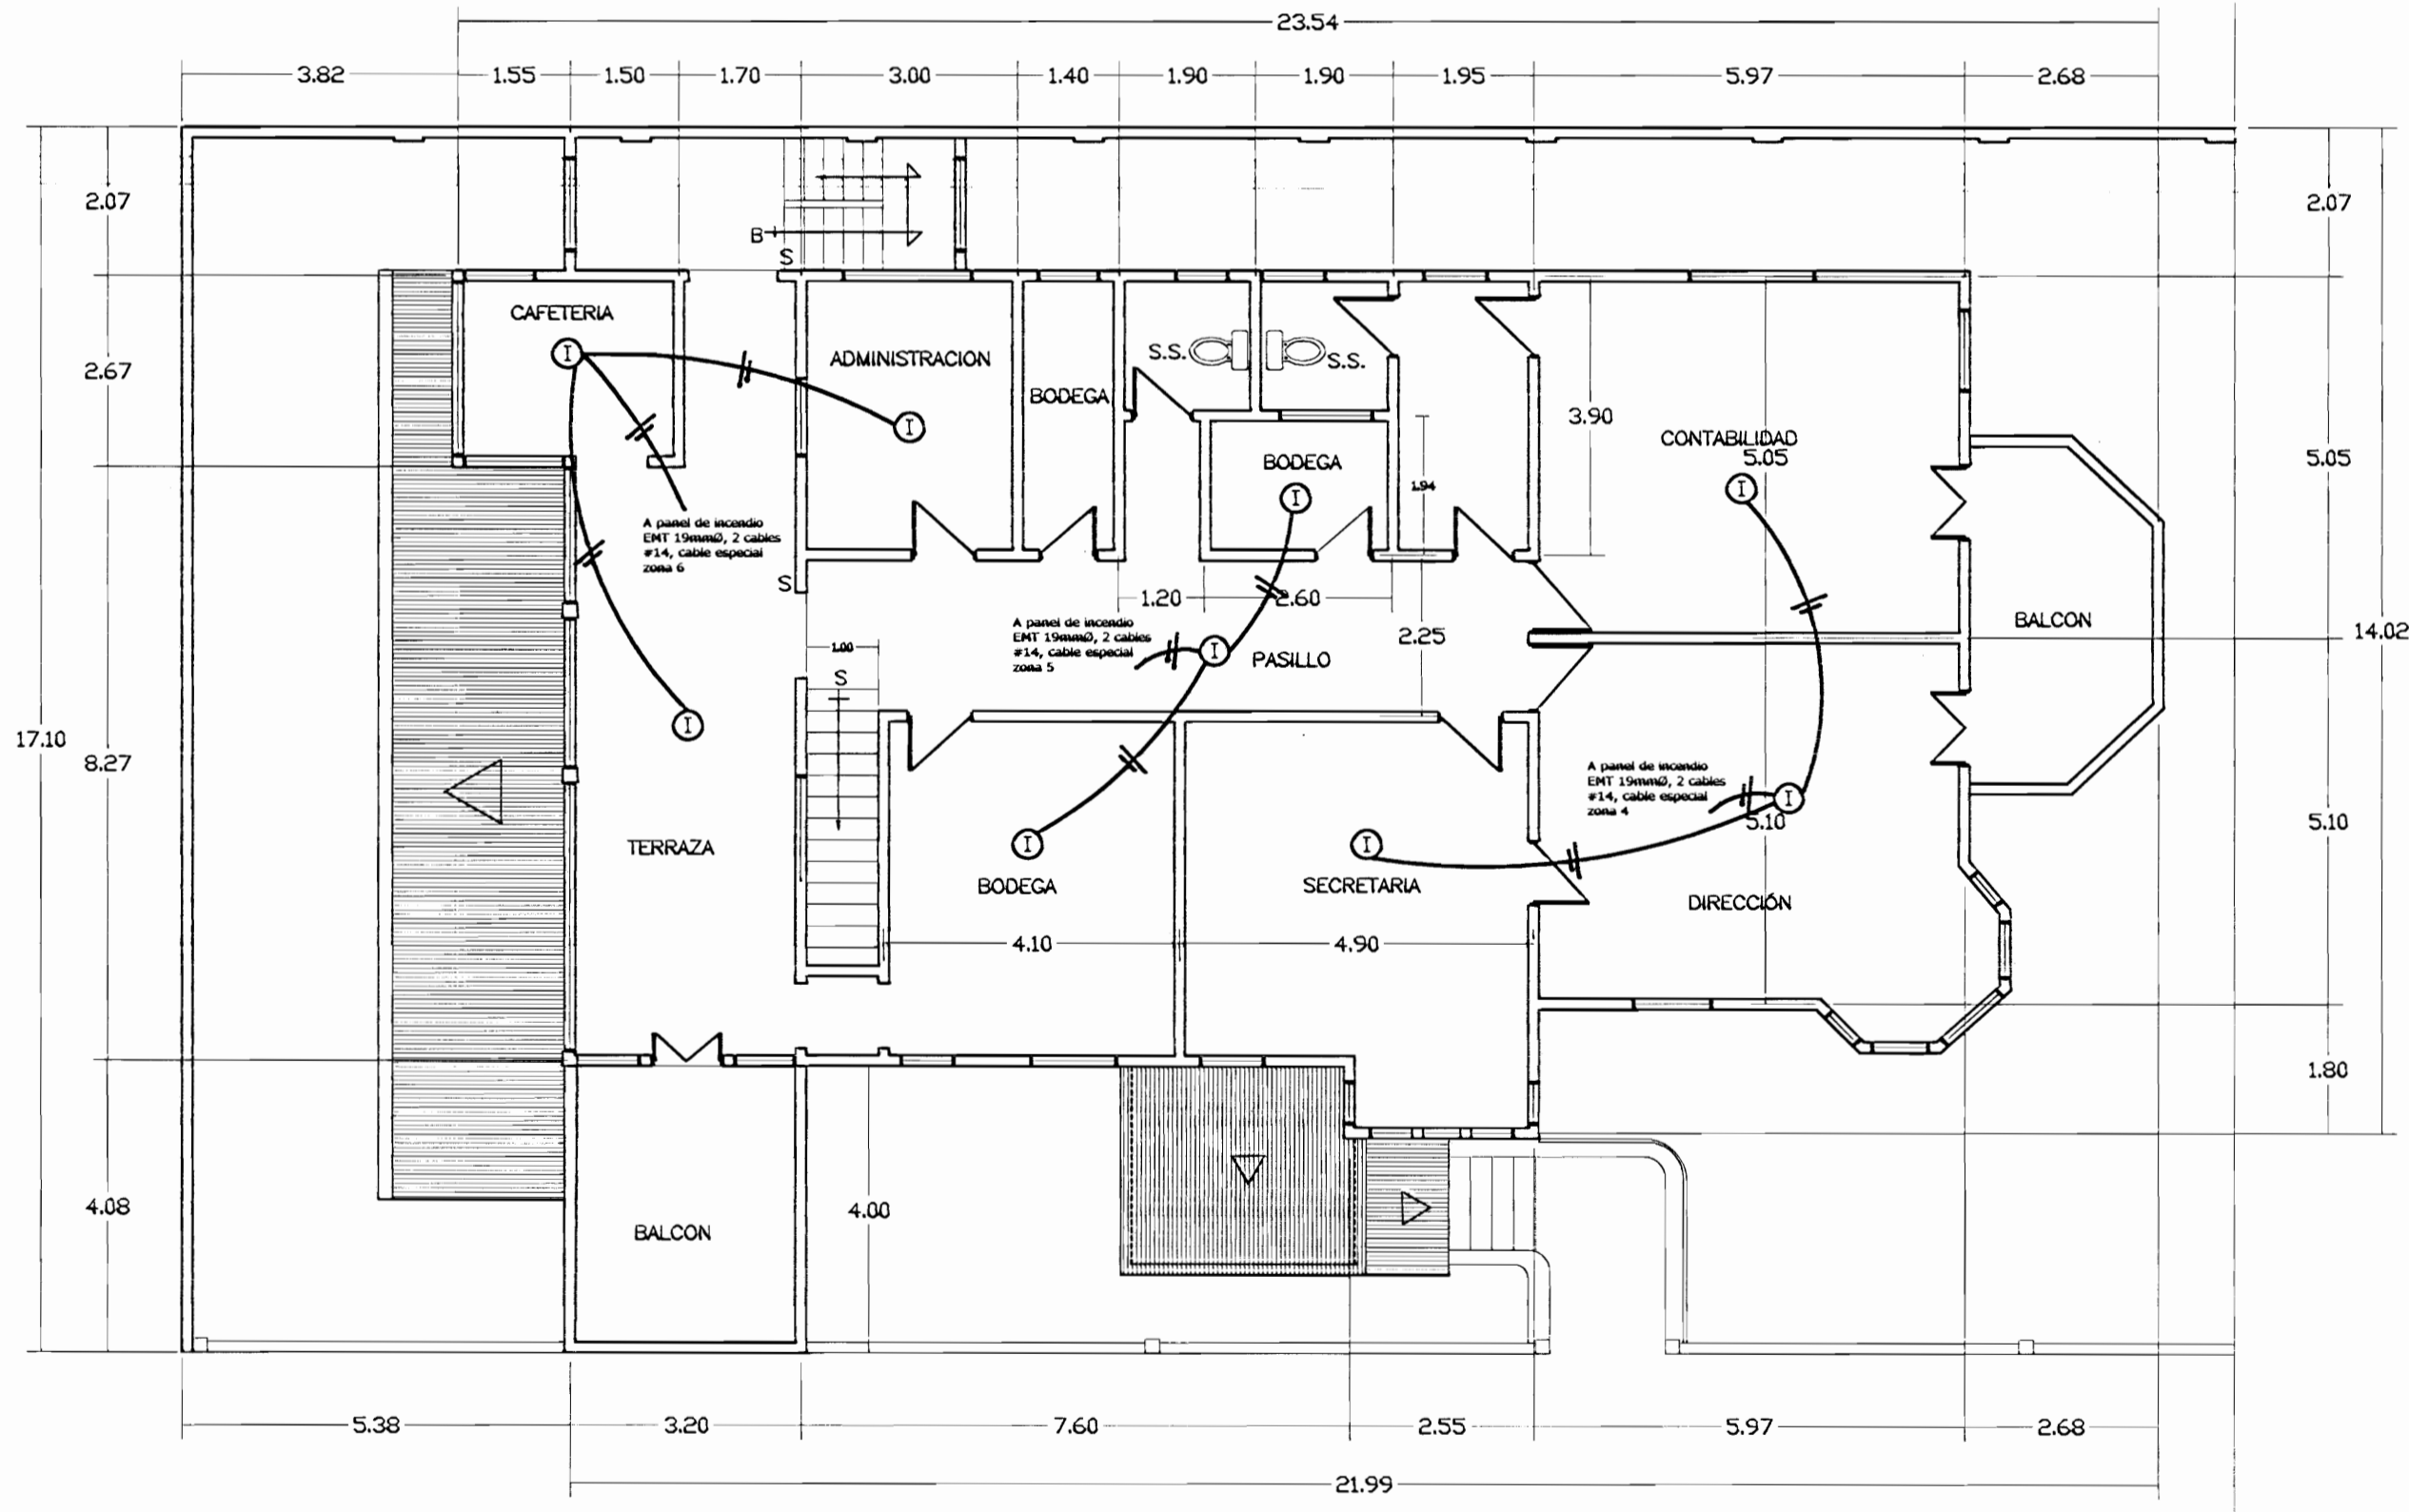 23.54
3.82 1.55 1.50 1.70 3.00 1.40 1.90 1.90 1.95 5.97 2.68
2.07
2.07
B
S
CAFETERIA
I
2.67
ADMINISTRACION
I
BODEGA
S.S.
S.S.
3.90
CONTABILIDAD
5.05
I
5.05
BODEGA
I
1.94
A panel de incendio
EMT 19mmØ, 2 cables
#14, cable especial
zona 6
S
1.20
2.60
A panel de incendio
EMT 19mmØ, 2 cables
#14, cable especial
zona 5
I
PASILLO
2.25
BALCON
14.02
1.00
S
I
17.10
8.27
TERRAZA
I
BODEGA
I
SECRETARIA
A panel de incendio
EMT 19mmØ, 2 cables
#14, cable especial
zona 4
I
5.10
5.10
DIRECCIÓN
4.10
4.90
1.80
4.08
BALCON
4.00
5.38 3.20 7.60 2.55 5.97 2.68
21.99